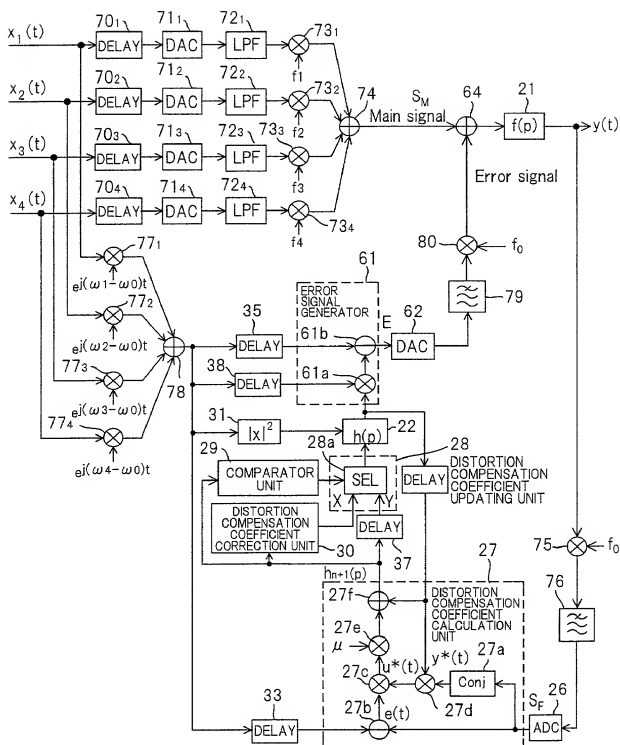 x1(t) 701 DELAY 711 DAC 721 LPF 731 f1
x2(t) 702 DELAY 712 DAC 722 LPF 732 f2
x3(t) 703 DELAY 713 DAC 723 LPF 733 f3
x4(t) 704 DELAY 714 DAC 724 LPF 734 f4
74 SM Main signal 64 21 f(p) y(t)
Error signal
80 f0
79
771 ej(ω1−ω0)t
772 ej(ω2−ω0)t
773 ej(ω3−ω0)t
774 ej(ω4−ω0)t
78
61
ERROR
SIGNAL
GENERATOR
35 DELAY 61b E 62 DAC
38 DELAY 61a
31 |x|2 h(p) 22
29 COMPARATOR
UNIT
28a SEL 28
X Y
DELAY
DISTORTION
COMPENSATION
COEFFICIENT
UPDATING UNIT
DISTORTION
COMPENSATION
COEFFICIENT
CORRECTION UNIT
30
DELAY 37
75 f0
76
hn+1(p)
27
DISTORTION
COMPENSATION
COEFFICIENT
CALCULATION
UNIT
27f
27e
μ
u*(t) y*(t) 27a
27c Conj
27d
27b e(t)
33 DELAY
SF 26 ADC